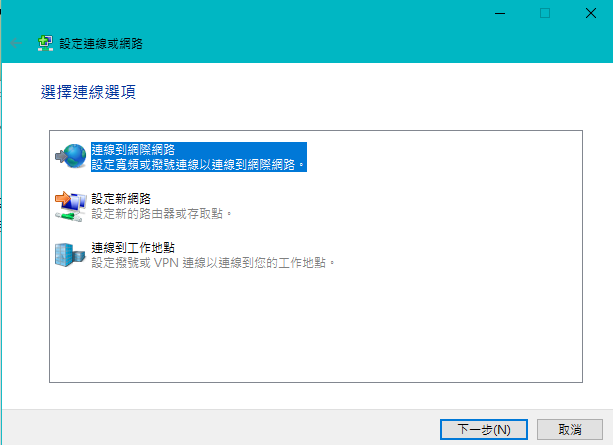 設定連線或網路
選擇連線選項
連線到網際網路
設定寬頻或撥號連線以連線到網際網路。
設定新網路
設定新的路由器或存取點。
連線到工作地點
設定撥號或 VPN 連線以連線到您的工作地點。
下一步(N)
取消